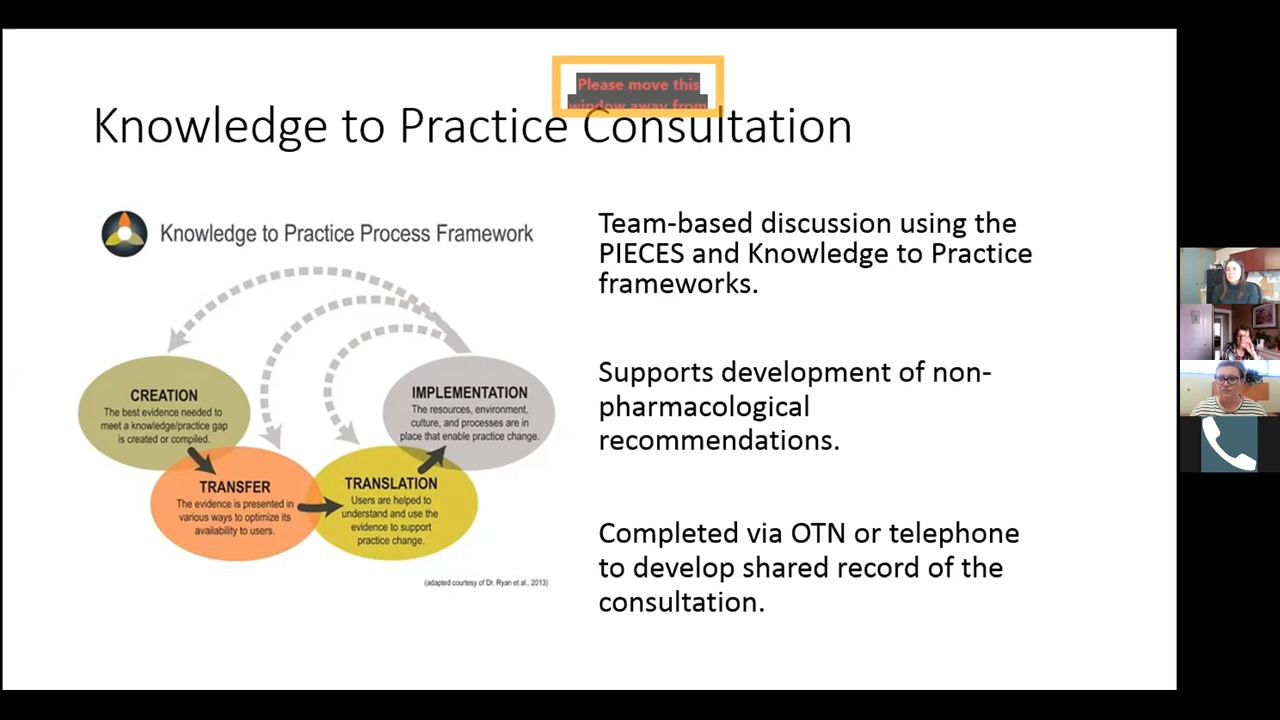 Please move this
window away from
Knowledge to Practice Consultation
Knowledge to Practice Process Framework
CREATION
The best evidence needed to
meet a knowledge/practice gap
is created or compiled.
TRANSFER
The evidence is presented in
various ways to optimize its
availability to users.
TRANSLATION
Users are helped to
understand and use the
evidence to support
practice change.
IMPLEMENTATION
The resources, environment,
culture, and processes are in
place that enable practice change.
(adapted courtesy of Dr. Ryan et al., 2013)
Team-based discussion using the
PIECES and Knowledge to Practice
frameworks.
Supports development of non-
pharmacological
recommendations.
Completed via OTN or telephone
to develop shared record of the
consultation.